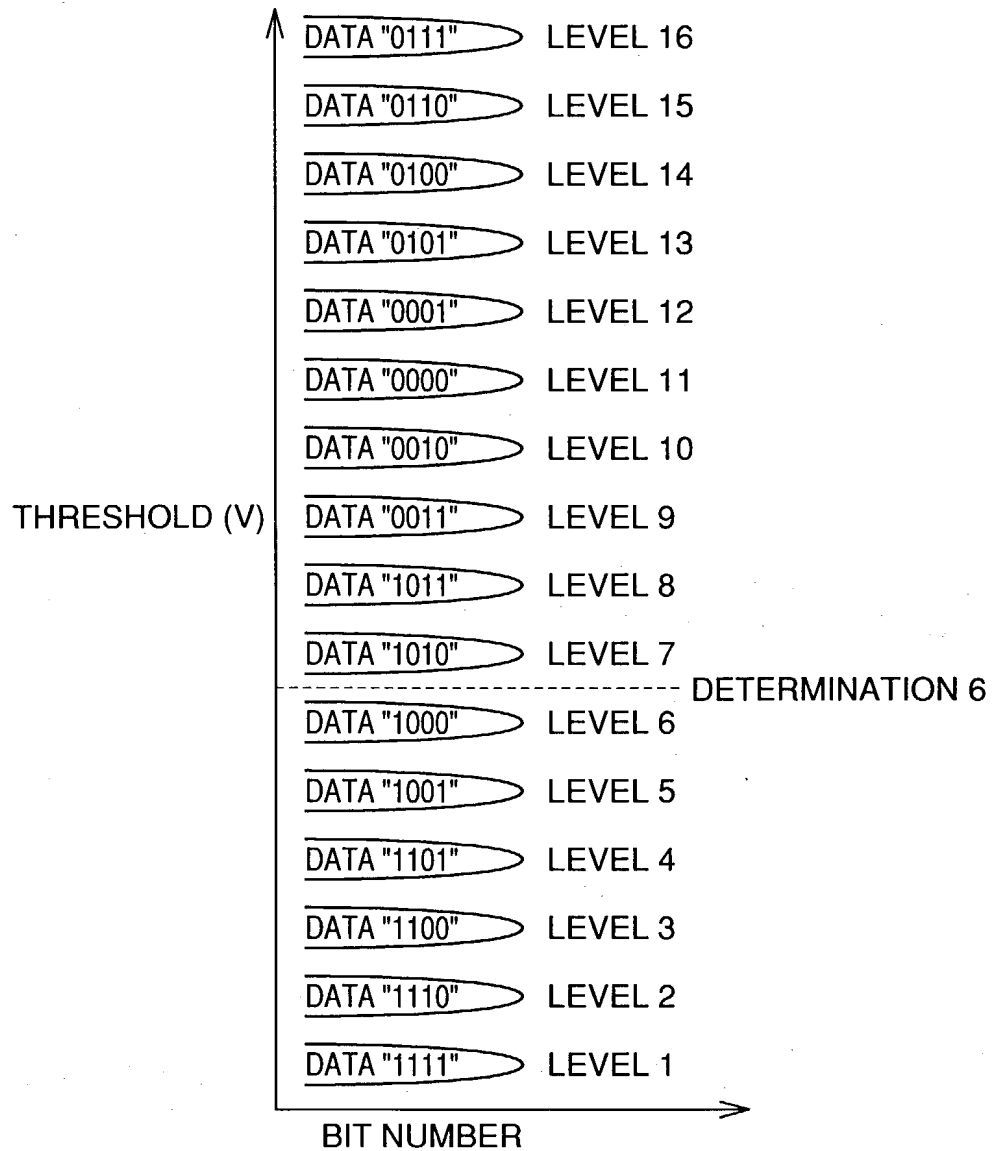 DATA "0111" LEVEL 16
DATA "0110" LEVEL 15
DATA "0100" LEVEL 14
DATA "0101" LEVEL 13
DATA "0001" LEVEL 12
DATA "0000" LEVEL 11
DATA "0010" LEVEL 10
THRESHOLD (V) DATA "0011" LEVEL 9
DATA "1011" LEVEL 8
DATA "1010" LEVEL 7
DETERMINATION 6
DATA "1000" LEVEL 6
DATA "1001" LEVEL 5
DATA "1101" LEVEL 4
DATA "1100" LEVEL 3
DATA "1110" LEVEL 2
DATA "1111" LEVEL 1
BIT NUMBER